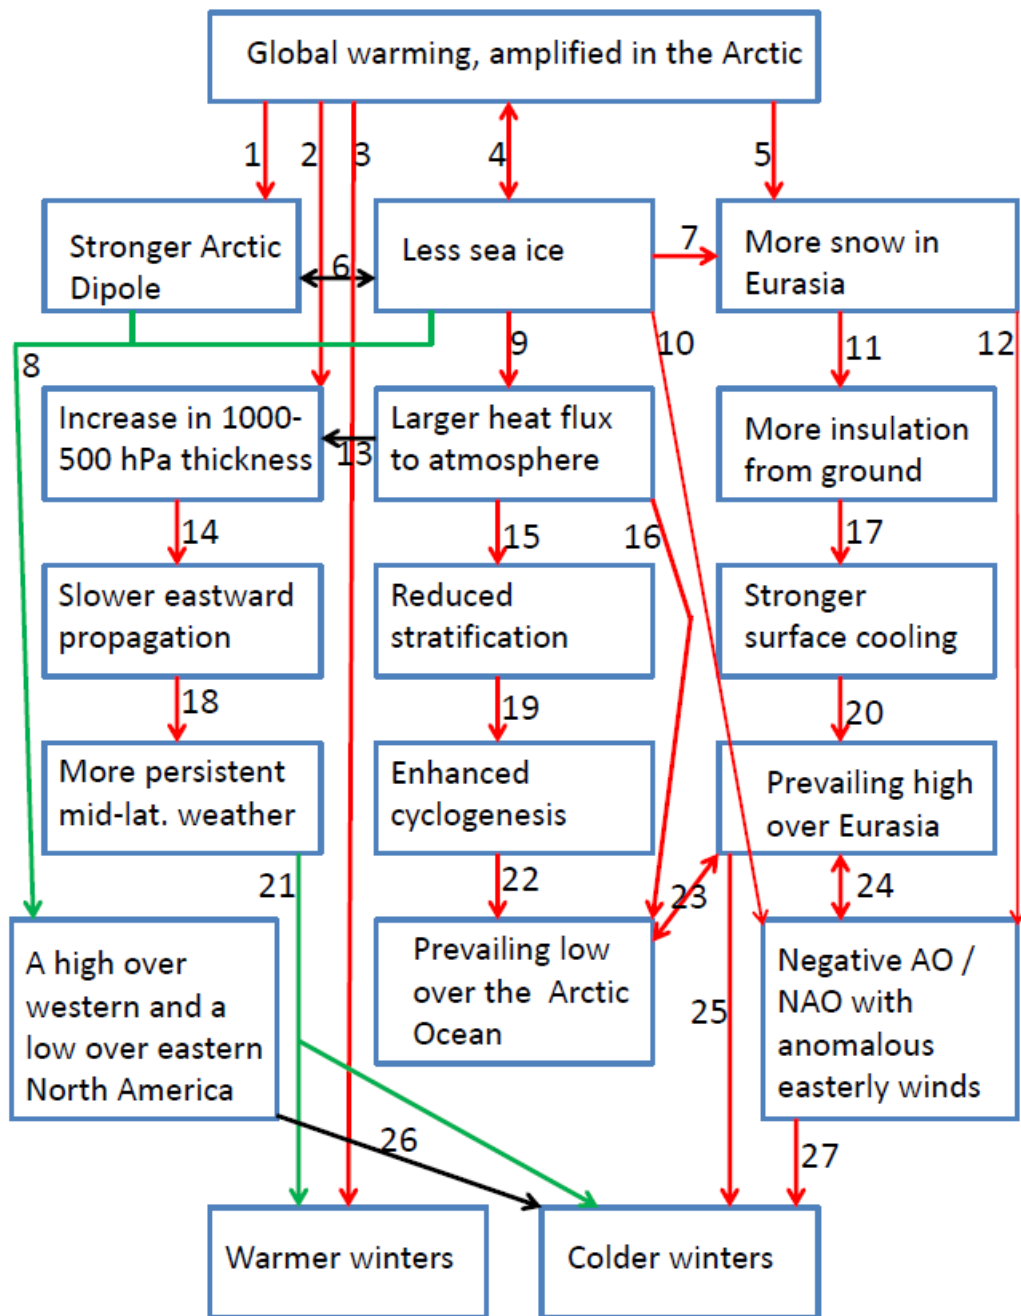 Global warming, amplified in the Arctic
1
2
3
4
5
Stronger Arctic
Dipole
6
Less sea ice
7
More snow in
Eurasia
8
9
10
11
12
Increase in 1000-
500 hPa thickness
13
Larger heat flux
to atmosphere
More insulation
from ground
14
15
16
17
Slower eastward
propagation
Reduced
stratification
Stronger
surface cooling
18
19
20
More persistent
mid-lat. weather
Enhanced
cyclogenesis
Prevailing high
over Eurasia
21
22
23
24
A high over
western and a
low over eastern
North America
Prevailing low
over the Arctic
Ocean
25
Negative AO /
NAO with
anomalous
easterly winds
26
27
Warmer winters
Colder winters